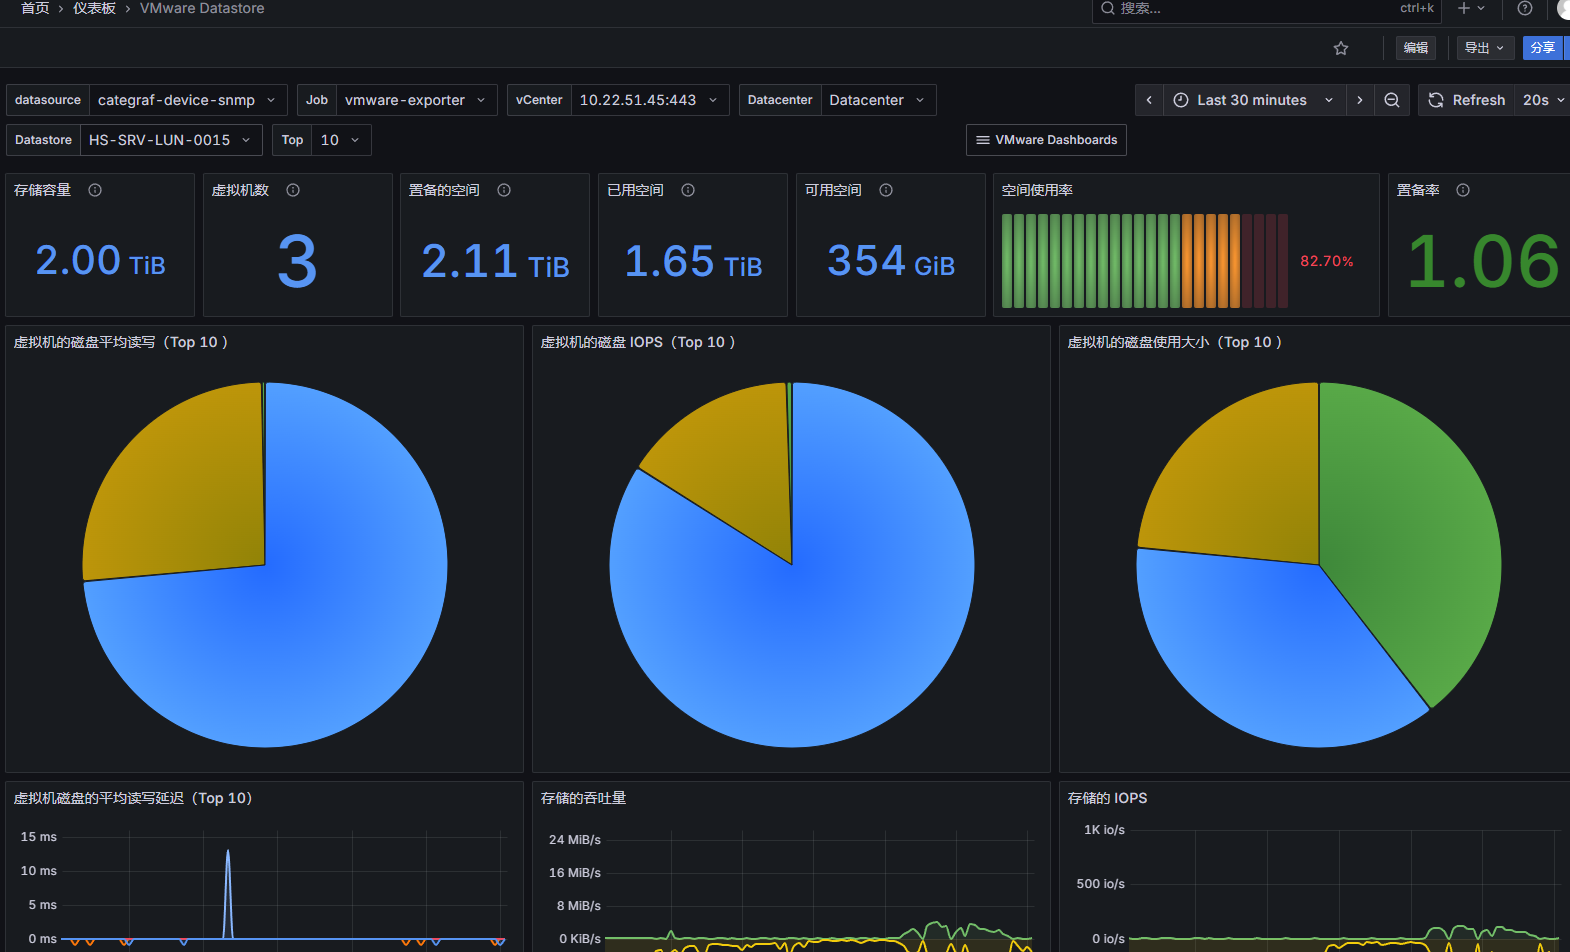 首页 › 仪表板 › VMware Datastore
搜索... ctrl+k
编辑 导出 分享
datasource categraf-device-snmp Job vmware-exporter vCenter 10.22.51.45:443 Datacenter Datacenter Last 30 minutes Refresh 20s
Datastore HS-SRV-LUN-0015 Top 10 VMware Dashboards
存储容量 虚拟机数 置备的空间 已用空间 可用空间 空间使用率 置备率
2.00 TiB 3 2.11 TiB 1.65 TiB 354 GiB 82.70% 1.06
虚拟机的磁盘平均读写（Top 10 ） 虚拟机的磁盘 IOPS（Top 10 ） 虚拟机的磁盘使用大小（Top 10 ）
虚拟机磁盘的平均读写延迟（Top 10） 存储的吞吐量 存储的 IOPS
15 ms
10 ms
5 ms
0 ms
24 MiB/s
16 MiB/s
8 MiB/s
0 KiB/s
1K io/s
500 io/s
0 io/s